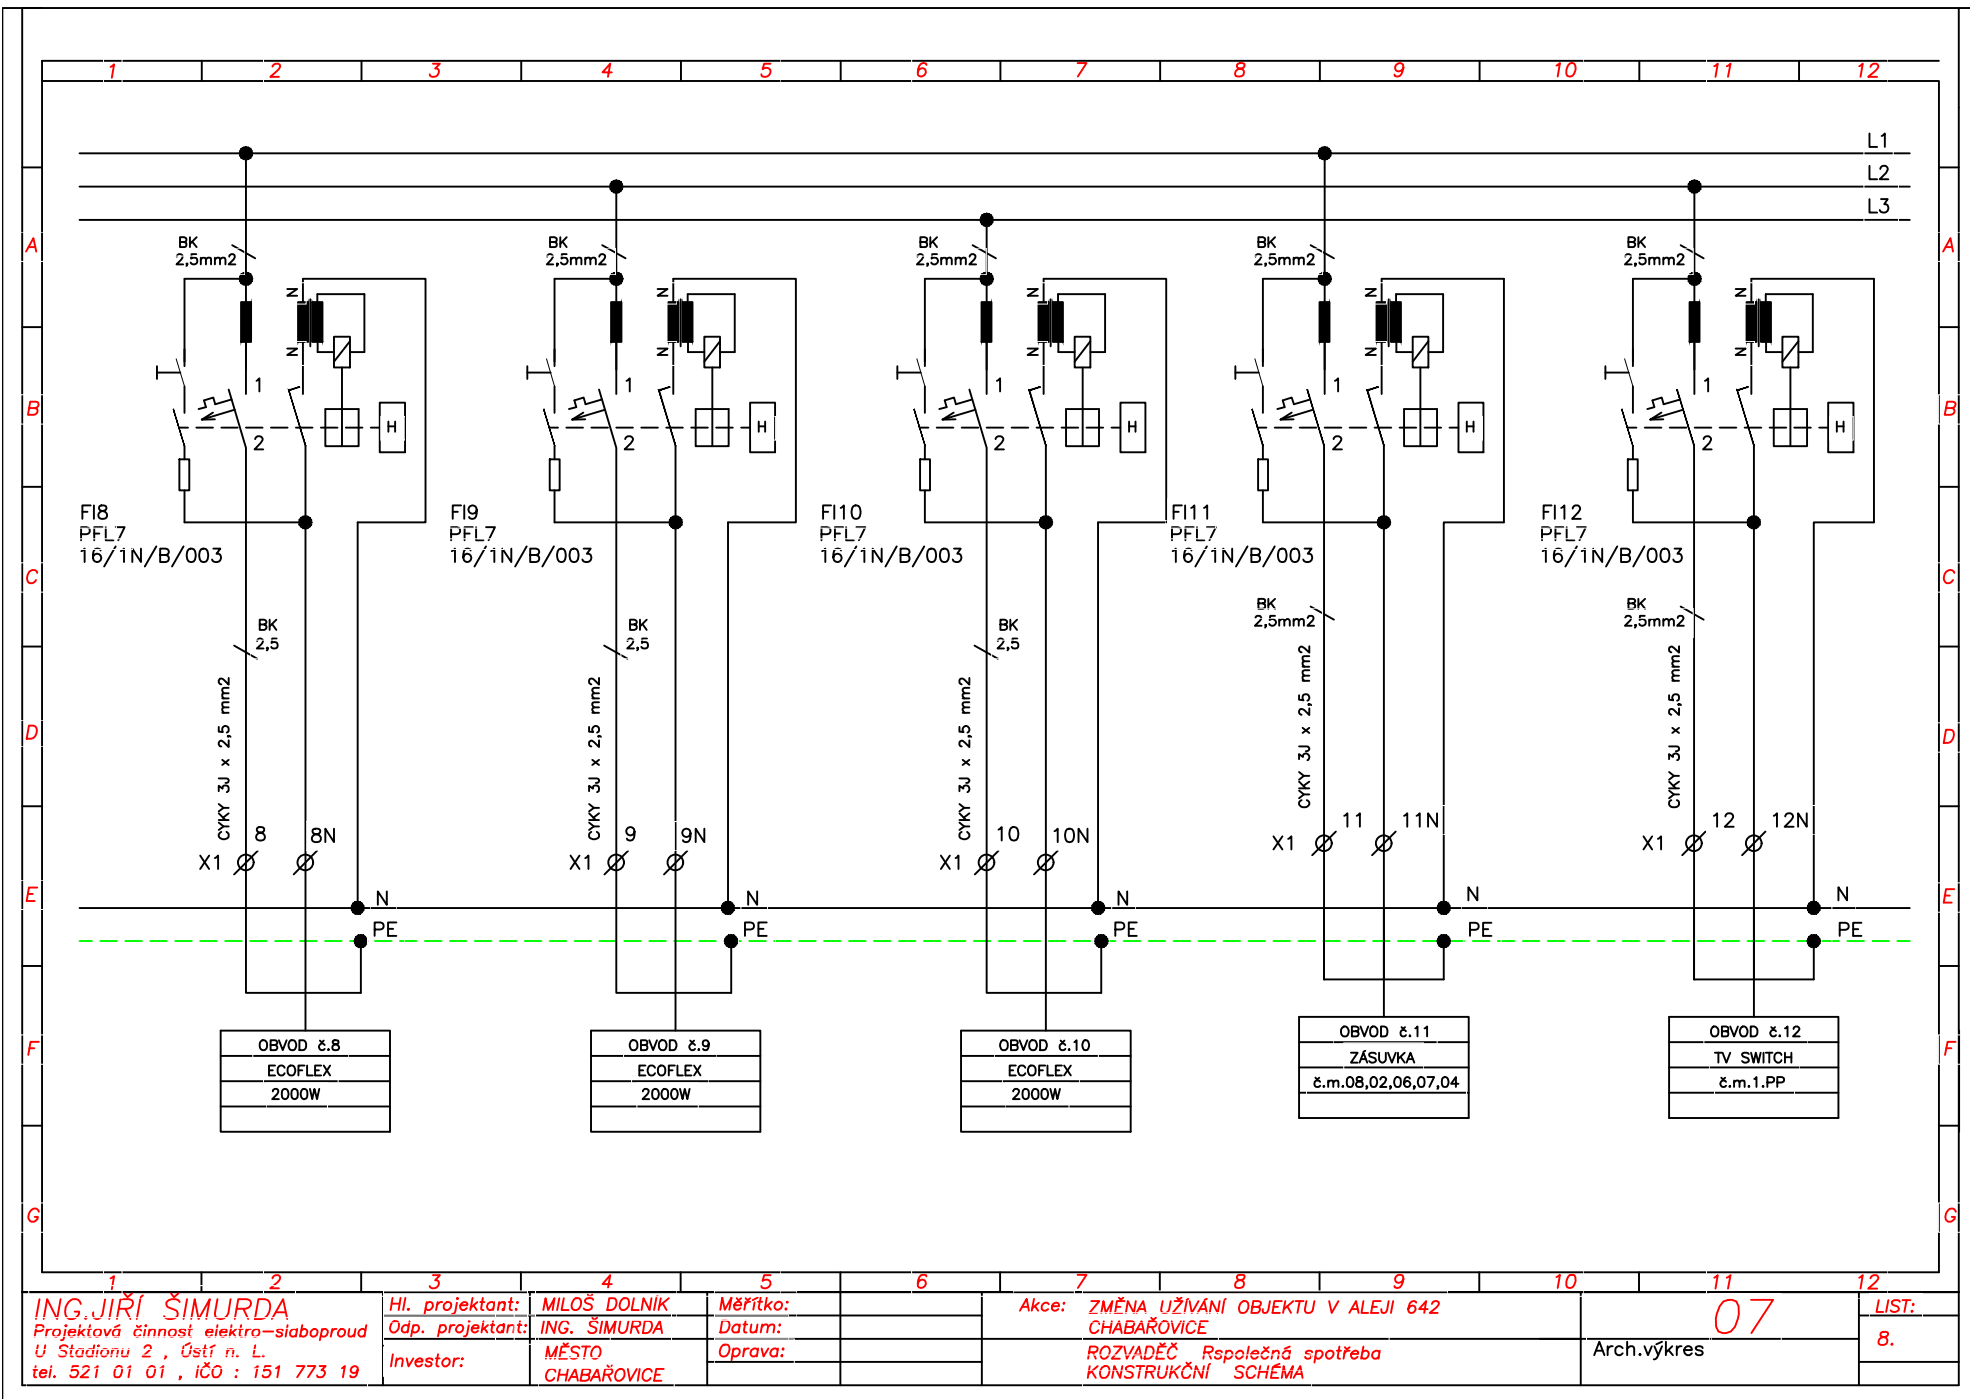 1 2 3 4 5 6 7 8 9 10 11 12
L1
L2
L3
A A
BK BK BK BK BK
2,5mm2 2,5mm2 2,5mm2 2,5mm2 2,5mm2
N N N N N
N N N N N
1 1 1 1 1
B B
H H H H H
2 2 2 2 2
FI8 FI9 FI10 FI11 FI12
PFL7 PFL7 PFL7 PFL7 PFL7
16/1N/B/003 16/1N/B/003 16/1N/B/003 16/1N/B/003 16/1N/B/003
C C
BK BK
2,5mm2 2,5mm2
BK BK BK
2,5 2,5 2,5
CYKY 3J x 2,5 mm2 CYKY 3J x 2,5 mm2 CYKY 3J x 2,5 mm2 CYKY 3J x 2,5 mm2 CYKY 3J x 2,5 mm2
D D
8 8N 9 9N 10 10N 11 11N 12 12N
X1 X1 X1 X1 X1
E E
N N N N N
PE PE PE PE PE
OBVOD č.8
ECOFLEX
2000W
OBVOD č.9
ECOFLEX
2000W
OBVOD č.10
ECOFLEX
2000W
OBVOD č.11
ZÁSUVKA
č.m.08,02,06,07,04
OBVOD č.12
TV SWITCH
č.m.1.PP
F F
G G
1 2 3 4 5 6 7 8 9 10 11 12
ING.JIŘÍ ŠIMURDA
Projektová činnost elektro-slaboproud
U Stadionu 2 , Ústí n. L.
tel. 521 01 01 , IČO : 151 773 19
Hl. projektant: MILOŠ DOLNÍK
Odp. projektant: ING. ŠIMURDA
Investor: MĚSTO
CHABAŘOVICE
Měřítko:
Datum:
Oprava:
Akce: ZMĚNA UŽÍVÁNÍ OBJEKTU V ALEJI 642
CHABAŘOVICE
ROZVADĚČ Rspolečná spotřeba
KONSTRUKČNÍ SCHÉMA
07
Arch.výkres
LIST:
8.